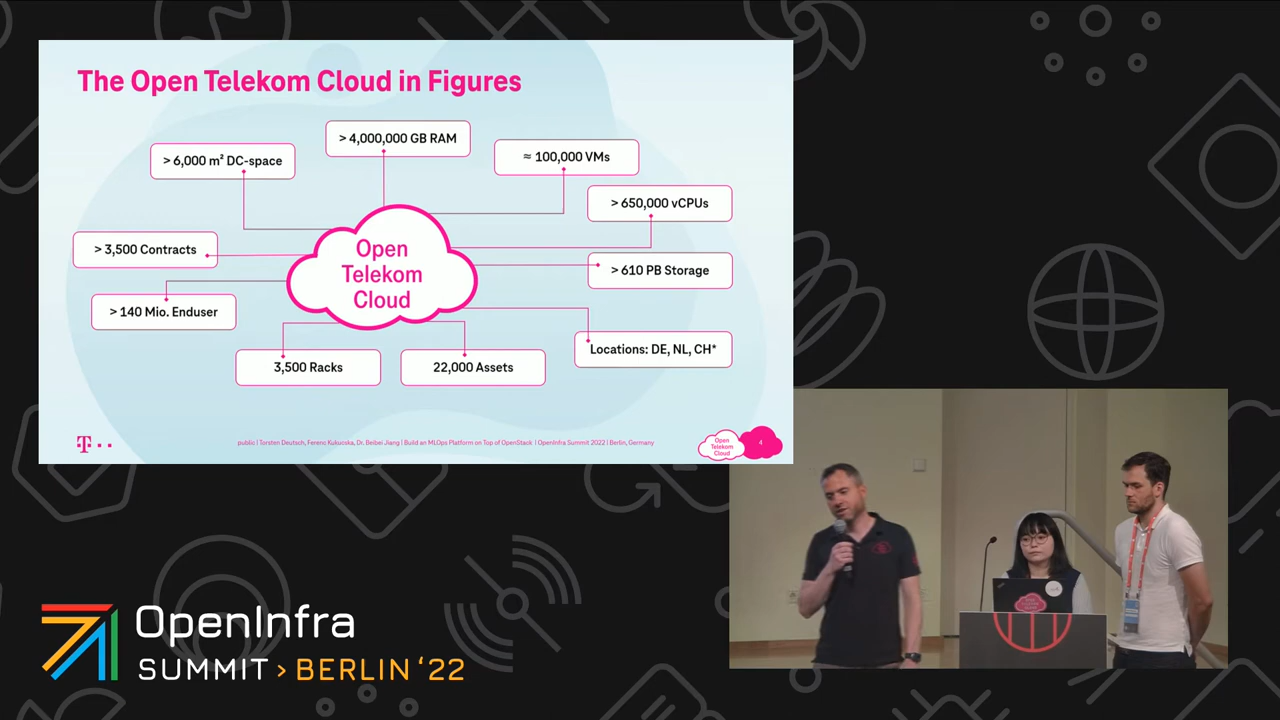 The Open Telekom Cloud in Figures
> 4,000,000 GB RAM
> 6,000 m² DC-space
≈ 100,000 VMs
> 650,000 vCPUs
> 3,500 Contracts
Open
Telekom
Cloud
> 610 PB Storage
> 140 Mio. Enduser
Locations: DE, NL, CH*
3,500 Racks
22,000 Assets
T
public | Torsten Deutsch, Ferenc Kukucska, Dr. Beibei Jiang | Build an MLOps Platform on Top of OpenStack | OpenInfra Summit 2022 | Berlin, Germany
Open
Telekom
Cloud
4
OpenInfra
SUMMIT > BERLIN ‘22